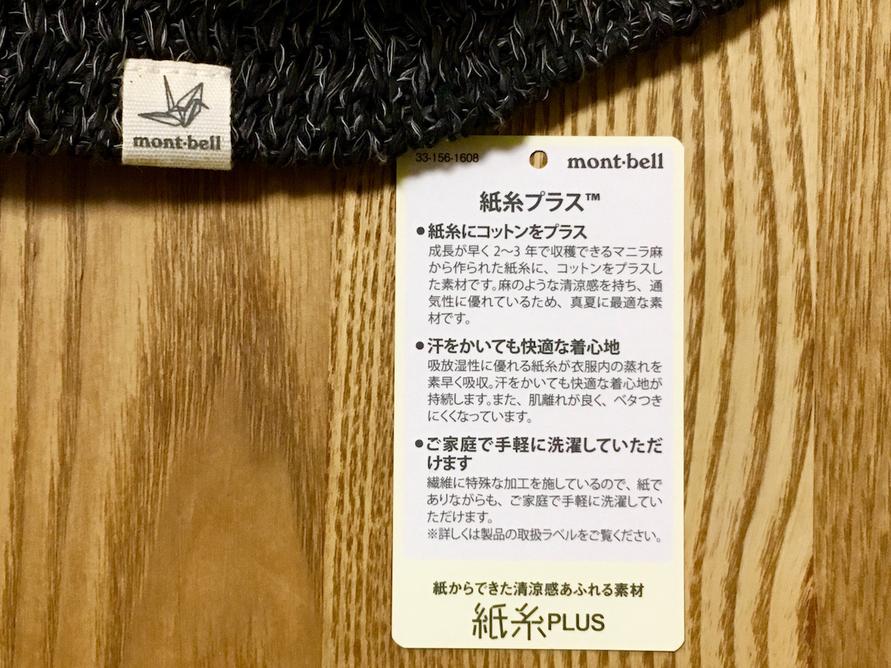 mont-bell
33-156-1608
mont-bell
紙糸プラス™
●紙糸にコットンをプラス
成長が早く2〜3年で収穫できるマニラ麻
から作られた紙糸に、コットンをプラスし
た素材です。麻のような清涼感を持ち、通
気性に優れているため、真夏に最適な素
材です。
●汗をかいても快適な着心地
吸放湿性に優れる紙糸が衣服内の蒸れを
素早く吸収。汗をかいても快適な着心地が
持続します。また、肌離れが良く、ベタつき
にくくなっています。
●ご家庭で手軽に洗濯していただ
けます
繊維に特殊な加工を施しているので、紙で
ありながらも、ご家庭で手軽に洗濯してい
ただけます。
※詳しくは製品の取扱ラベルをご覧ください。
紙からできた清涼感あふれる素材
紙糸PLUS